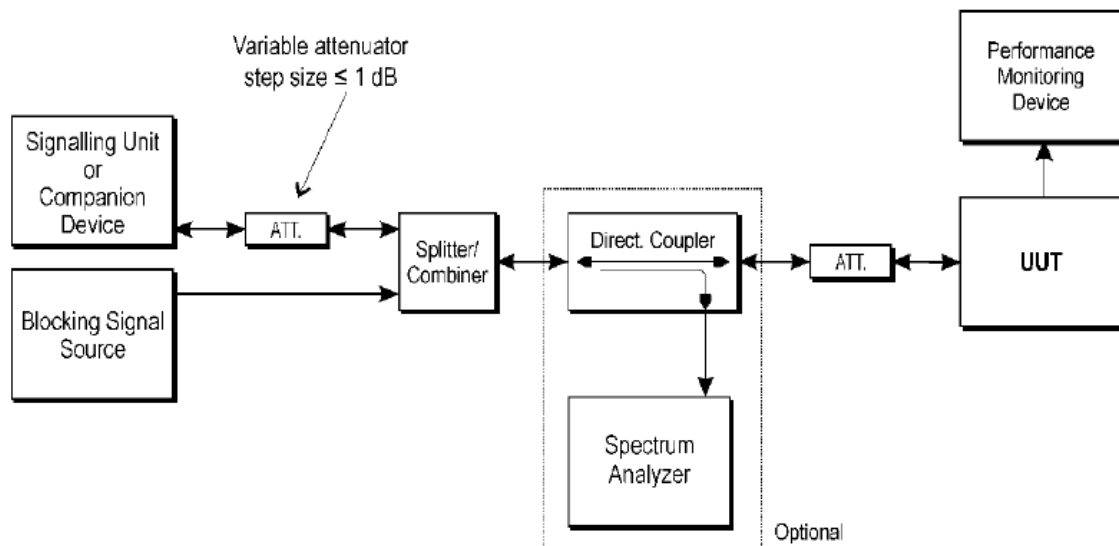 Variable attenuator
step size ≤ 1 dB
Performance
Monitoring
Device
Signalling Unit
or
Companion
Device
ATT.
Splitter/
Combiner
Direct. Coupler
ATT.
UUT
Blocking Signal
Source
Spectrum
Analyzer
Optional